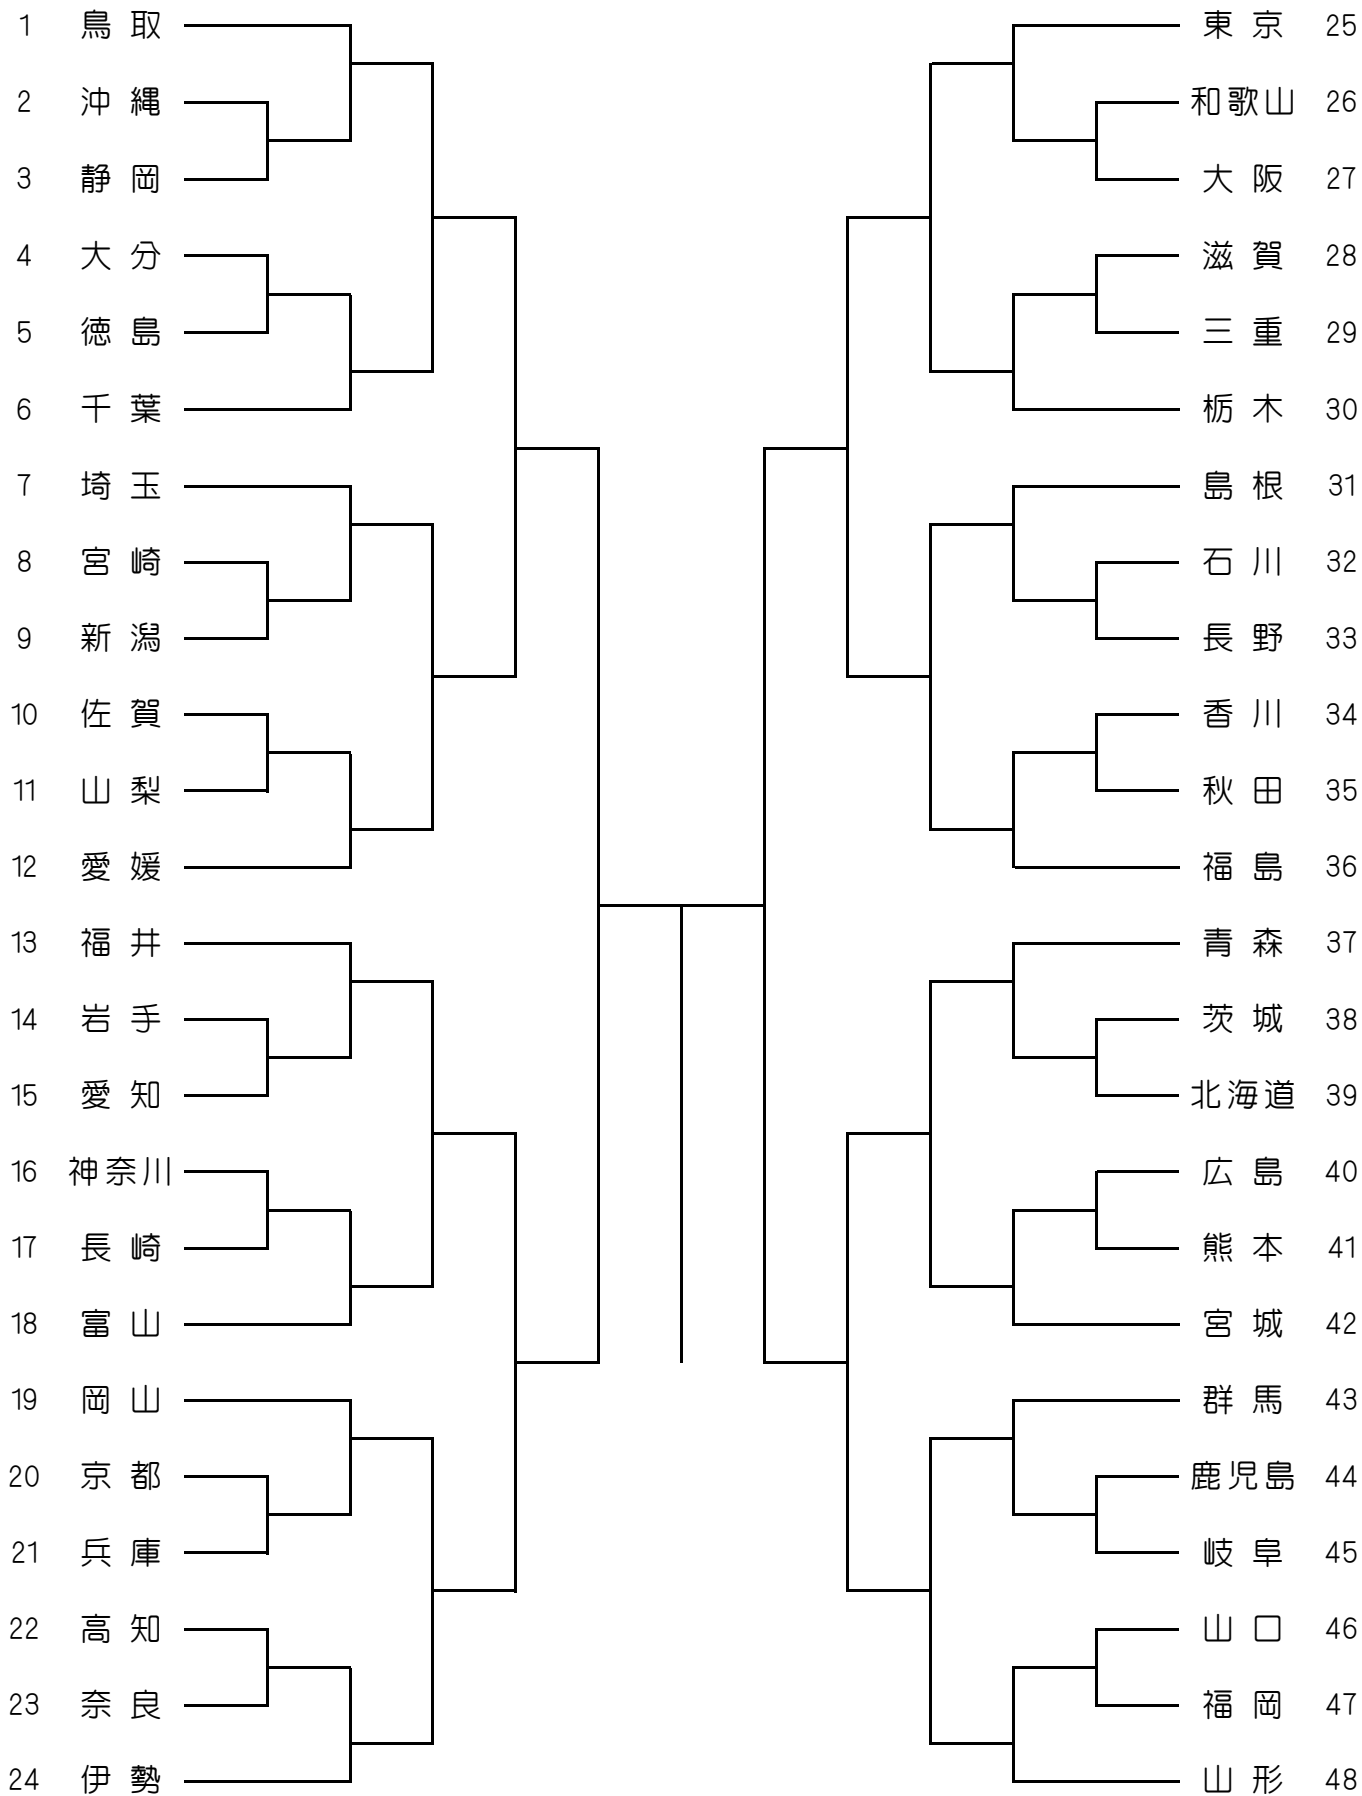 1 鳥取
2 沖縄
3 静岡
4 大分
5 徳島
6 千葉
7 埼玉
8 宮崎
9 新潟
10 佐賀
11 山梨
12 愛媛
13 福井
14 岩手
15 愛知
16 神奈川
17 長崎
18 富山
19 岡山
20 京都
21 兵庫
22 高知
23 奈良
24 伊勢
東京 25
和歌山 26
大阪 27
滋賀 28
三重 29
栃木 30
島根 31
石川 32
長野 33
香川 34
秋田 35
福島 36
青森 37
茨城 38
北海道 39
広島 40
熊本 41
宮城 42
群馬 43
鹿児島 44
岐阜 45
山口 46
福岡 47
山形 48